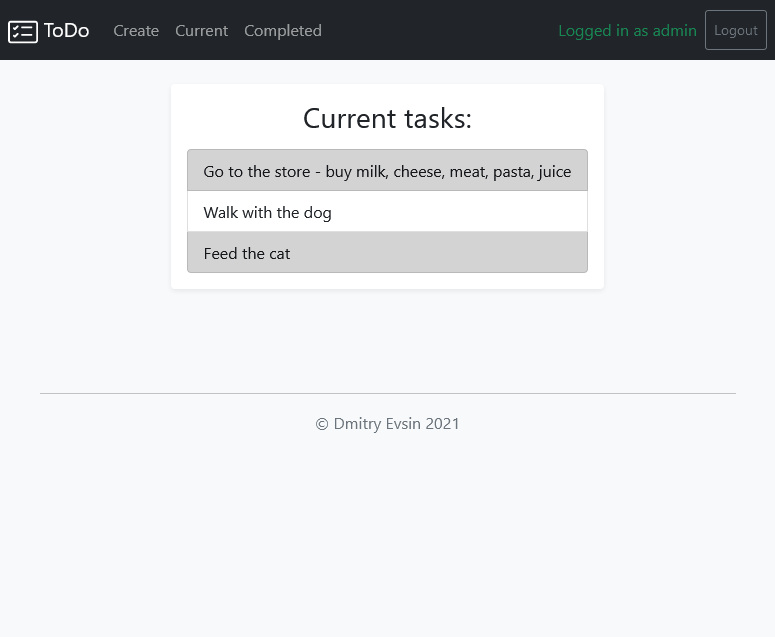 ToDo Create Current Completed Logged in as admin Logout
Current tasks:
Go to the store - buy milk, cheese, meat, pasta, juice
Walk with the dog
Feed the cat
© Dmitry Evsin 2021